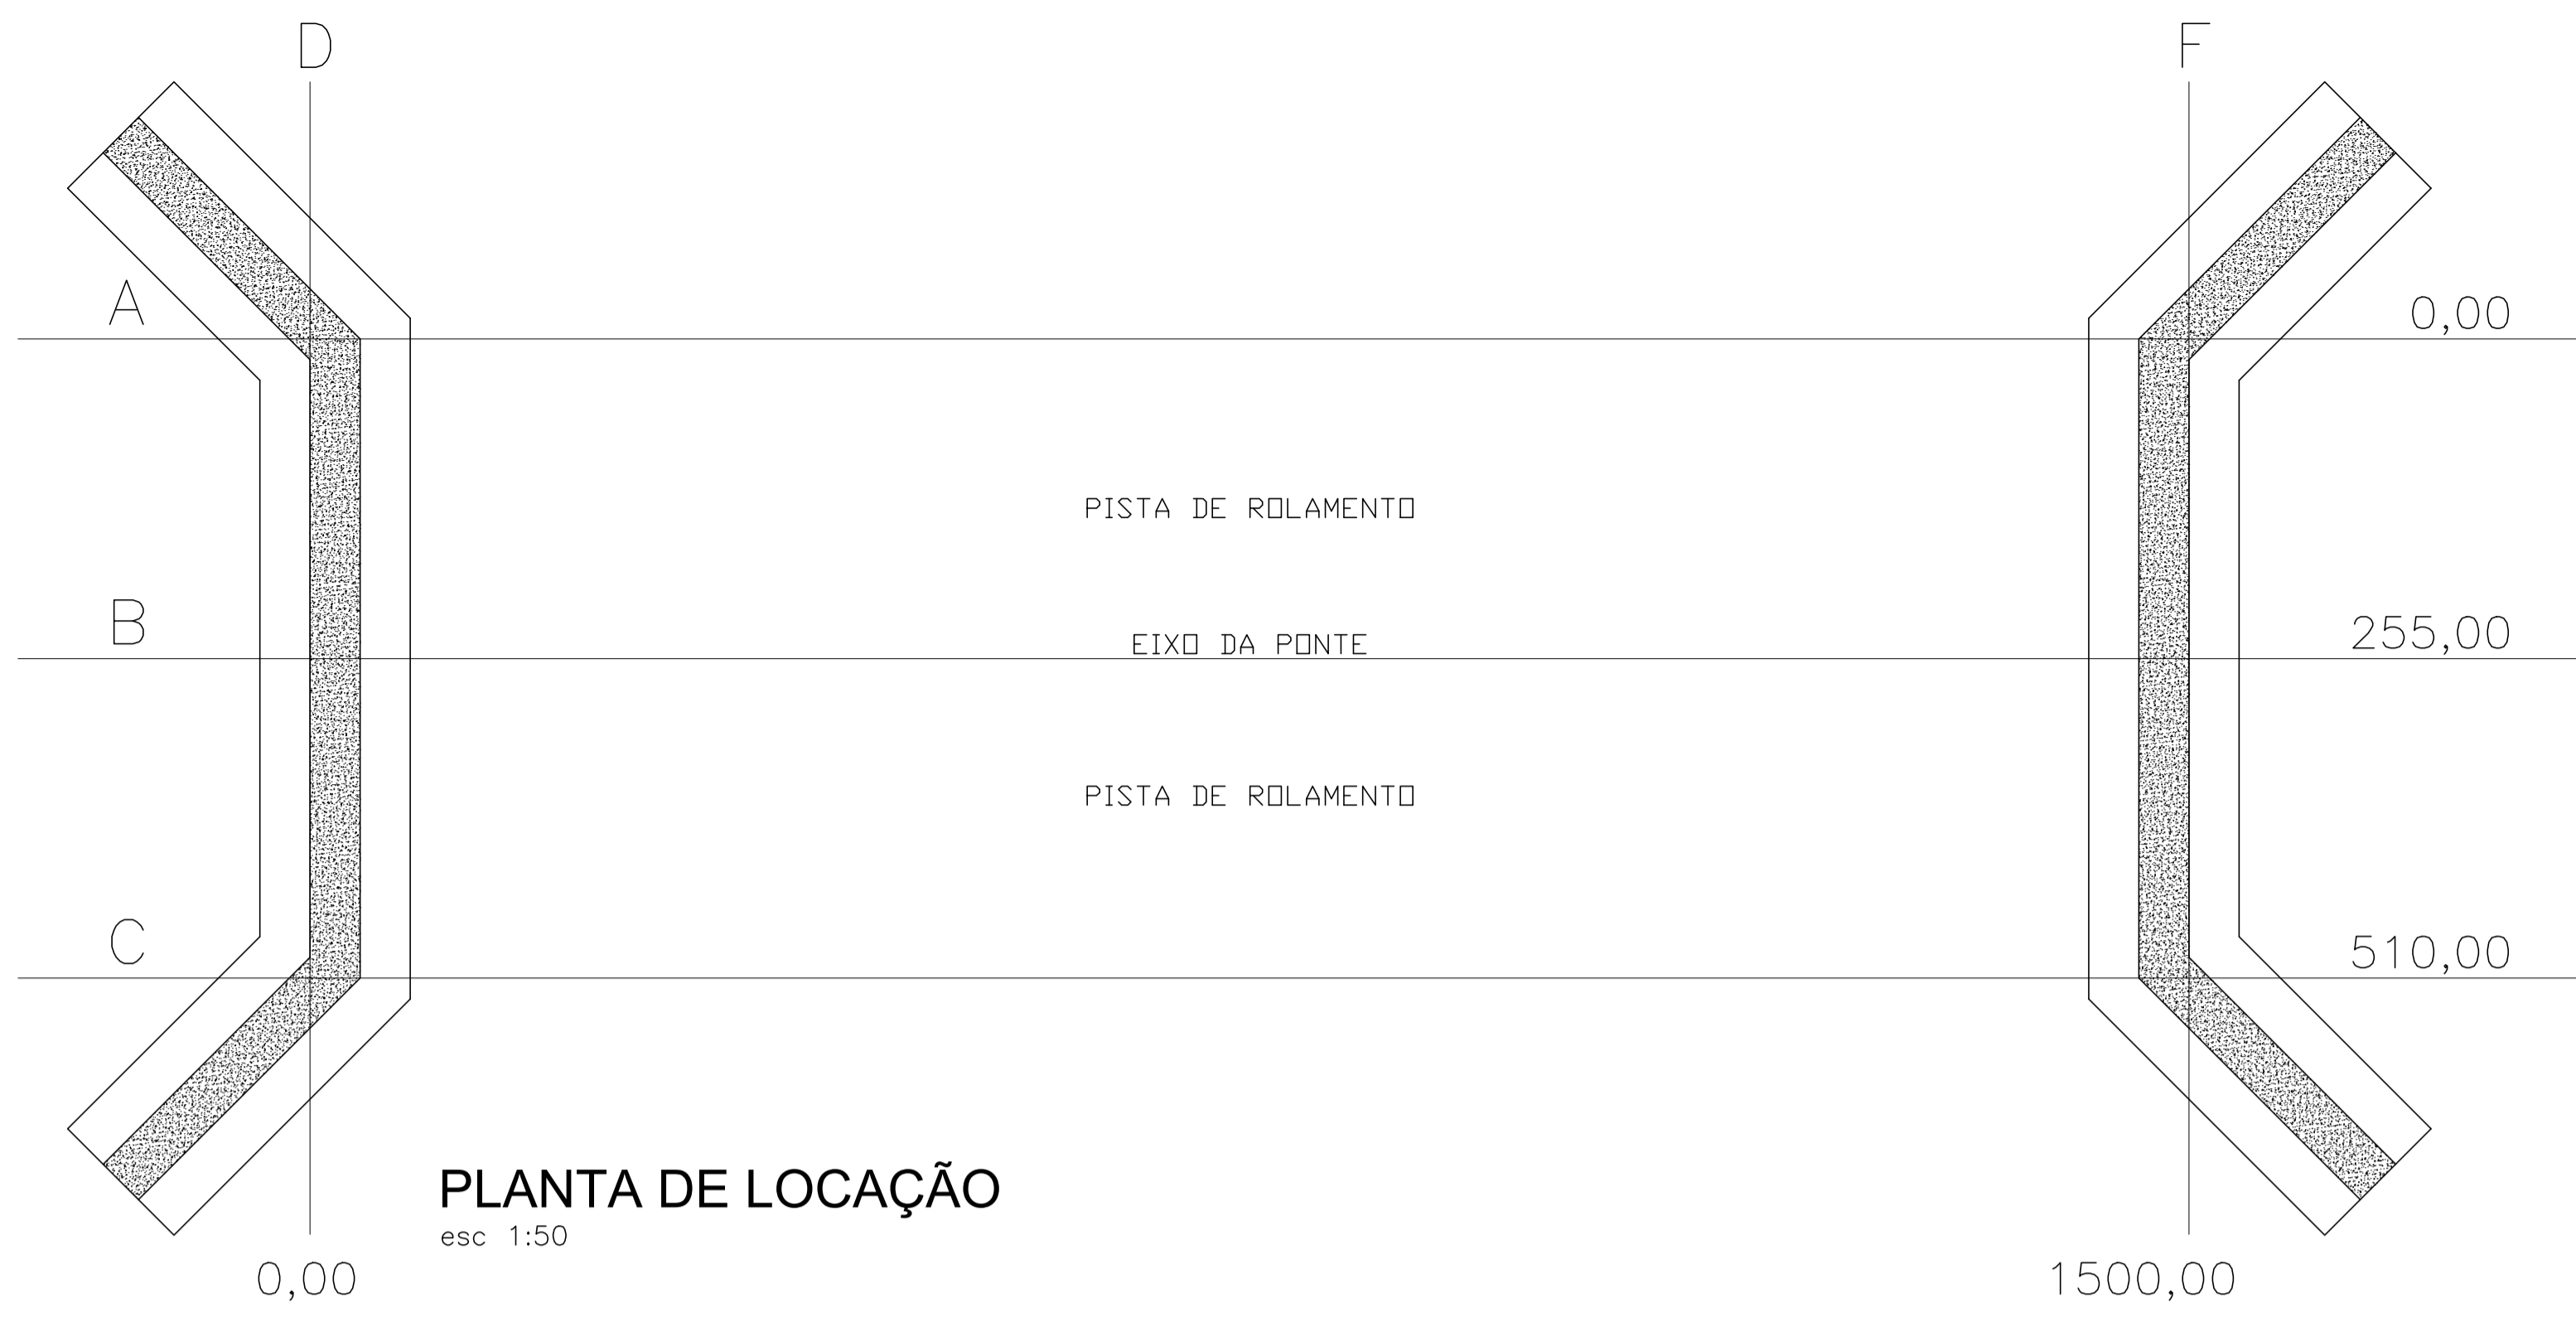 D
F
A
0,00
PISTA DE ROLAMENTO
B
EIXO DA PONTE
255,00
PISTA DE ROLAMENTO
C
510,00
PLANTA DE LOCAÇÃO
esc 1:50
0,00
1500,00